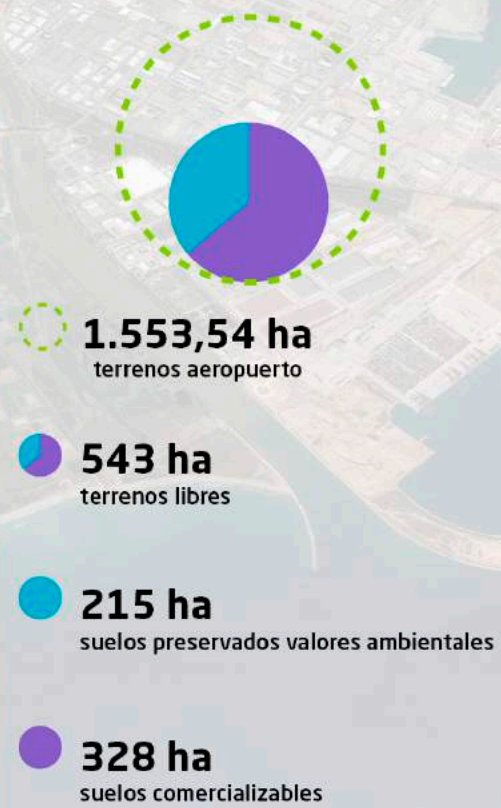 1.553,54 ha
terrenos aeropuerto
543 ha
terrenos libres
215 ha
suelos preservados valores ambientales
328 ha
suelos comercializables